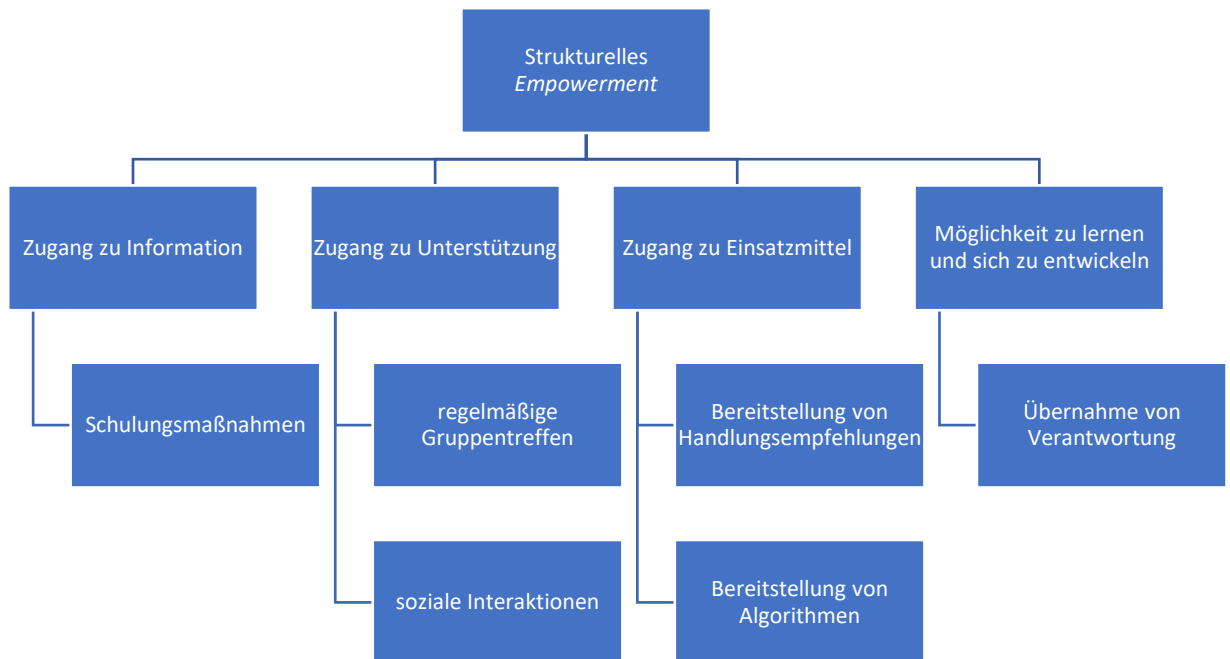 Strukturelles
Empowerment
Zugang zu Information
Zugang zu Unterstützung
Zugang zu Einsatzmittel
Möglichkeit zu lernen
und sich zu entwickeln
Schulungsmaßnahmen
regelmäßige
Gruppentreffen
Bereitstellung von
Handlungsempfehlungen
Übernahme von
Verantwortung
soziale Interaktionen
Bereitstellung von
Algorithmen